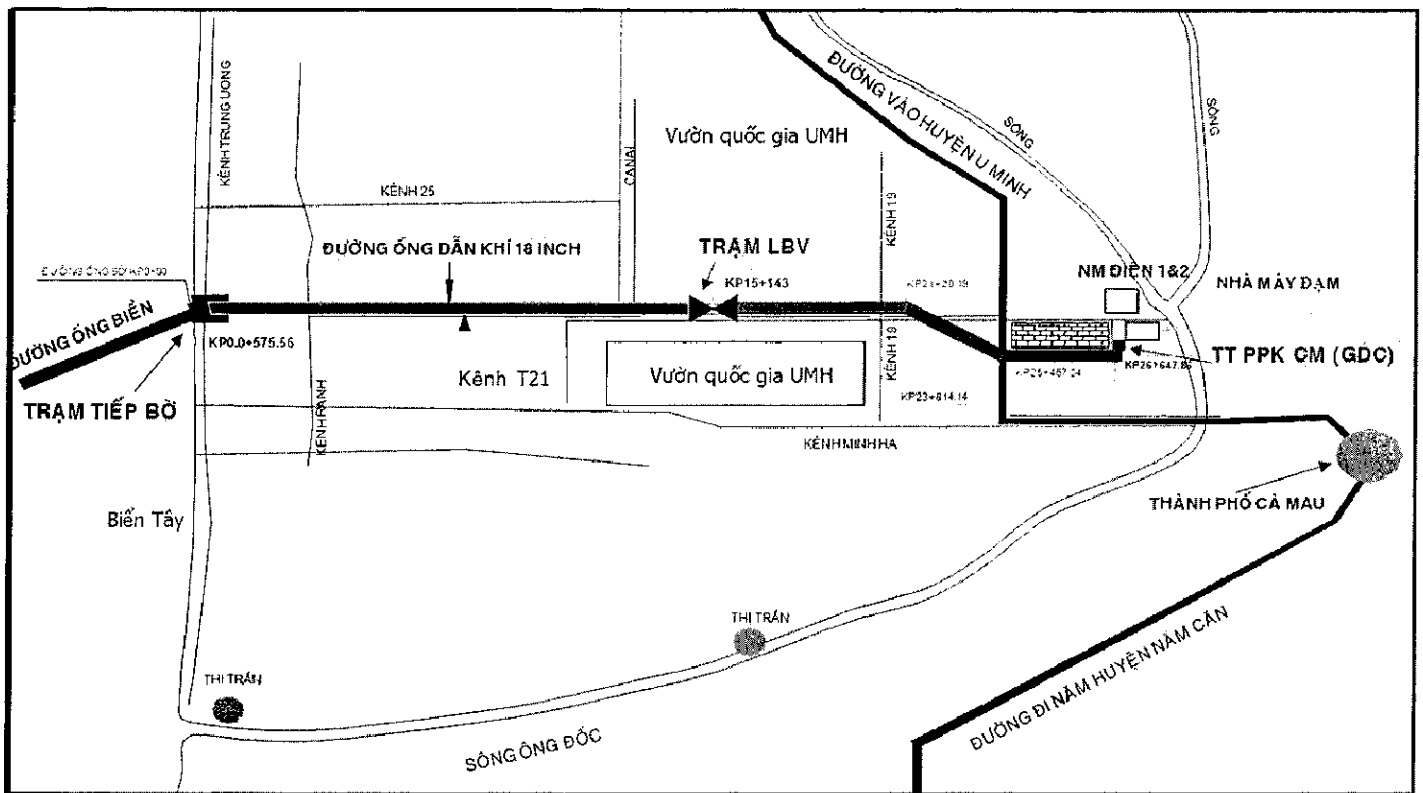 KÊNH TRUNG UONG
CANAL
Vườn quốc gia UMH
ĐƯỜNG VÀO HUYỆN U MINH
SÔNG
SÔNG
KÊNH 25
KÊNH 19
ĐƯỜNG ỐNG DẪN KHÍ 18 INCH
TRẠM LBV
NM ĐIỆN 1&2
NHÀ MÁY ĐẠM
KP15+143
ĐƯỜNG ỐNG BIỂN
KP0.0+575.56
TRẠM TIẾP BỜ
Kênh T21
Vườn quốc gia UMH
KÊNH 19
TT PPK CM (GDC)
KP23+814.14
KÊNH RANH
KÊNH MINH HA
THÀNH PHỐ CÀ MAU
Biển Tây
THI TRẤN
THI TRẤN
SÔNG ÔNG ĐỐC
ĐƯỜNG ĐI NĂM HUYỆN NĂM CĂN